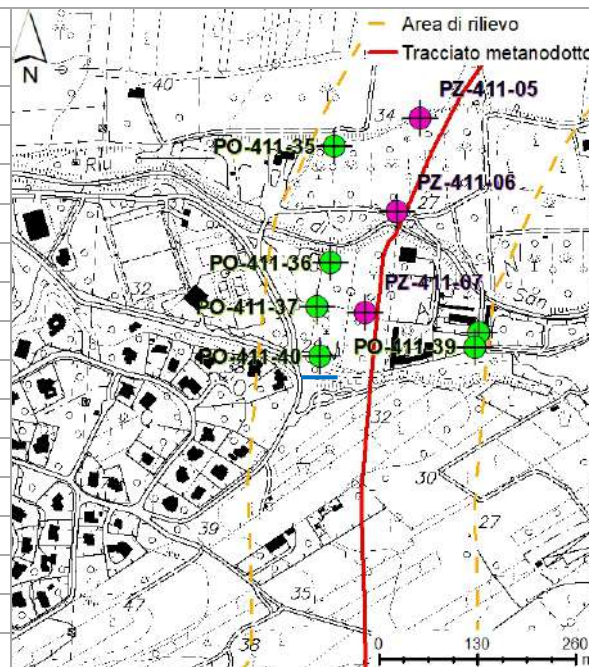 Area di rilievo
Tracciato metanodotto
N
40
34
PZ-411-05
PO-411-35
Riu
PZ-411-06
27
d
PO-411-36
32
PZ-411-07
PO-411-37
San
PO-411-40
PO-411-39
32
30
39
27
35
47
38
0 130 260
m